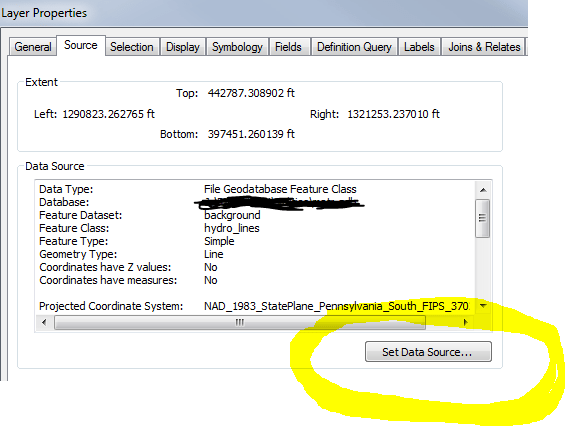 Layer Properties
General Source Selection Display Symbology Fields Definition Query Labels Joins & Relates
Extent
Top: 442787.308902 ft
Left: 1290823.262765 ft Right: 1321253.237010 ft
Bottom: 397451.260139 ft
Data Source
Data Type: File Geodatabase Feature Class
Database:
Feature Dataset: background
Feature Class: hydro_lines
Feature Type: Simple
Geometry Type: Line
Coordinates have Z values: No
Coordinates have measures: No
Projected Coordinate System: NAD_1983_StatePlane_Pennsylvania_South_FIPS_370
Set Data Source...